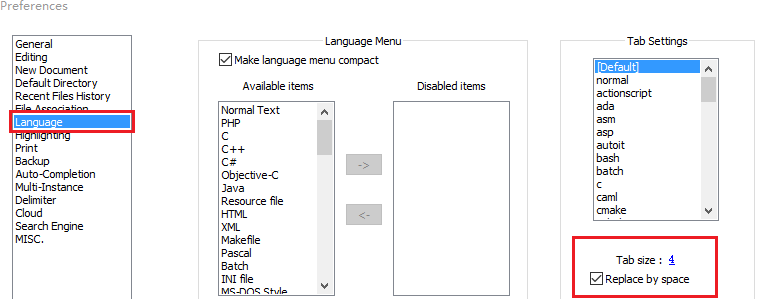 Preferences
General
Editing
New Document
Default Directory
Recent Files History
File Association
Language
Highlighting
Print
Backup
Auto-Completion
Multi-Instance
Delimiter
Cloud
Search Engine
MISC.
Language Menu
Make language menu compact
Available items
Normal Text
PHP
C
C++
C#
Objective-C
Java
Resource file
HTML
XML
Makefile
Pascal
Batch
INI file
MS-DOS Style
->
<-
Disabled items
Tab Settings
[Default]
normal
actionscript
ada
asm
asp
autoit
bash
batch
c
caml
cmake
Tab size : 4
Replace by space